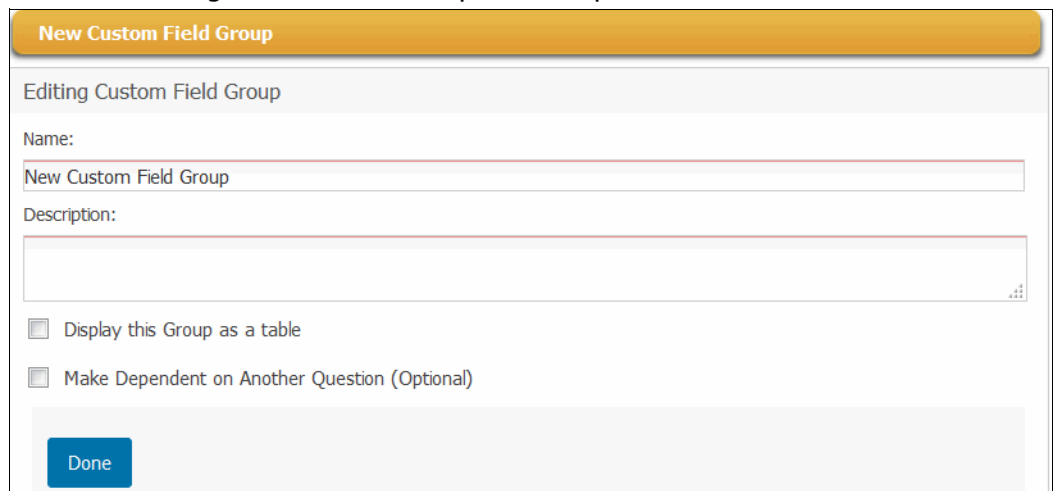 New Custom Field Group
Editing Custom Field Group
Name:
New Custom Field Group
Description:
Display this Group as a table
Make Dependent on Another Question (Optional)
Done